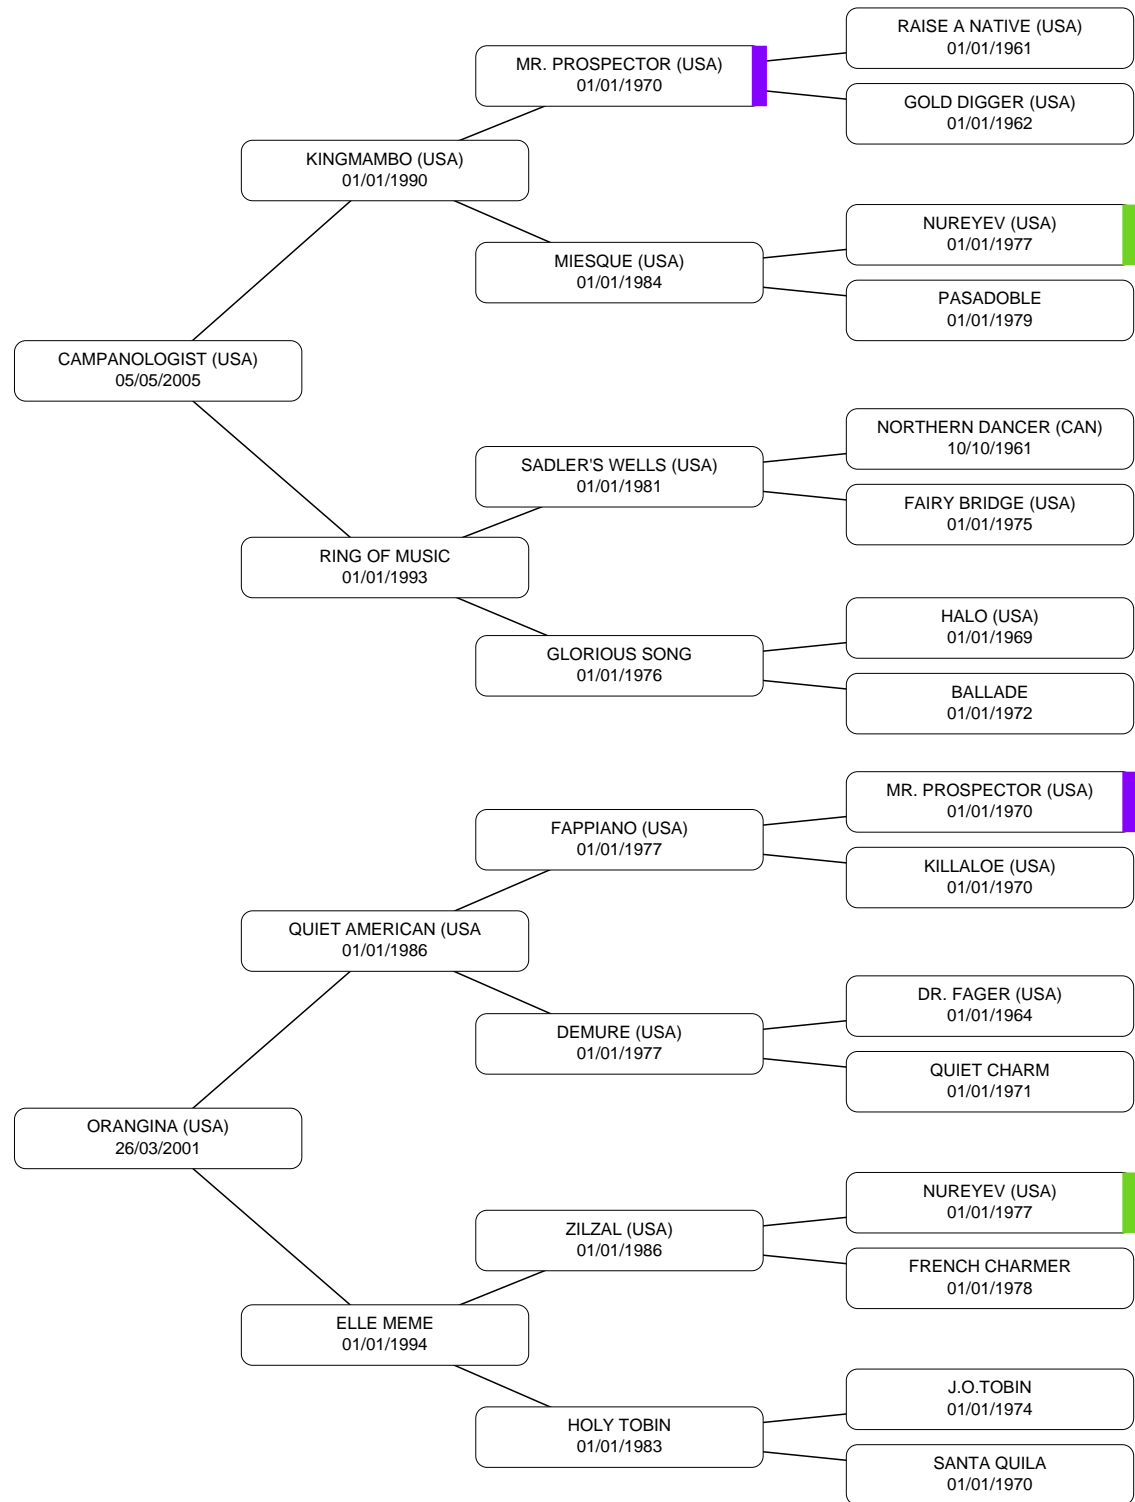 RAISE A NATIVE (USA)
01/01/1961
MR. PROSPECTOR (USA)
01/01/1970
GOLD DIGGER (USA)
01/01/1962
KINGMAMBO (USA)
01/01/1990
NUREYEV (USA)
01/01/1977
MIESQUE (USA)
01/01/1984
PASADOBLE
01/01/1979
CAMPANOLOGIST (USA)
05/05/2005
NORTHERN DANCER (CAN)
10/10/1961
SADLER'S WELLS (USA)
01/01/1981
FAIRY BRIDGE (USA)
01/01/1975
RING OF MUSIC
01/01/1993
HALO (USA)
01/01/1969
GLORIOUS SONG
01/01/1976
BALLADE
01/01/1972
MR. PROSPECTOR (USA)
01/01/1970
FAPPIANO (USA)
01/01/1977
KILLALOE (USA)
01/01/1970
QUIET AMERICAN (USA
01/01/1986
DR. FAGER (USA)
01/01/1964
DEMURE (USA)
01/01/1977
QUIET CHARM
01/01/1971
ORANGINA (USA)
26/03/2001
NUREYEV (USA)
01/01/1977
ZILZAL (USA)
01/01/1986
FRENCH CHARMER
01/01/1978
ELLE MEME
01/01/1994
J.O.TOBIN
01/01/1974
HOLY TOBIN
01/01/1983
SANTA QUILA
01/01/1970